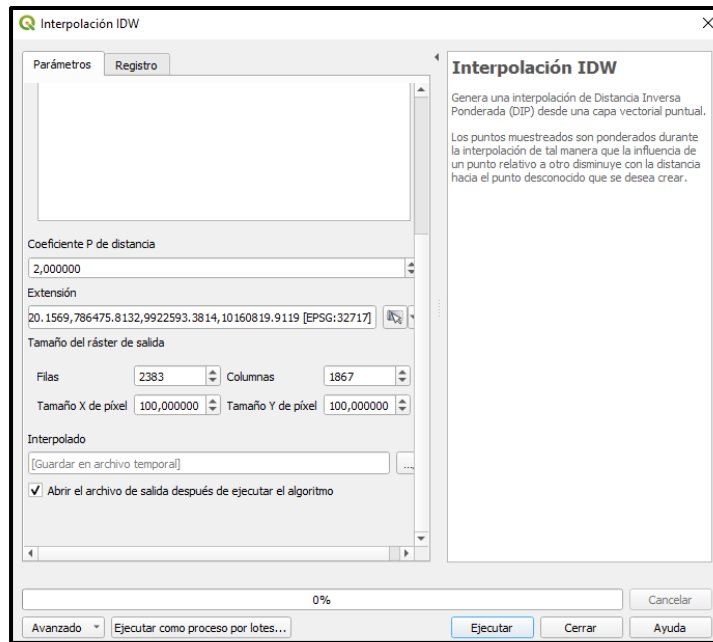 Interpolación IDW
Parámetros
Registro
Coeficiente P de distancia
2,000000
Extensión
20.1569,786475.8132,9922593.3814,10160819.9119 [EPSG:32717]
Tamaño del ráster de salida
Filas 2383 Columnas 1867
Tamaño X de píxel 100,000000 Tamaño Y de píxel 100,000000
Interpolado
[Guardar en archivo temporal]
...
Abrir el archivo de salida después de ejecutar el algoritmo
Interpolación IDW
Genera una interpolación de Distancia Inversa
Ponderada (DIP) desde una capa vectorial puntual.
Los puntos muestreados son ponderados durante
la interpolación de tal manera que la influencia de
un punto relativo a otro disminuye con la distancia
hacia el punto desconocido que se desea crear.
0%
Cancelar
Avanzado
Ejecutar como proceso por lotes...
Ejecutar
Cerrar
Ayuda